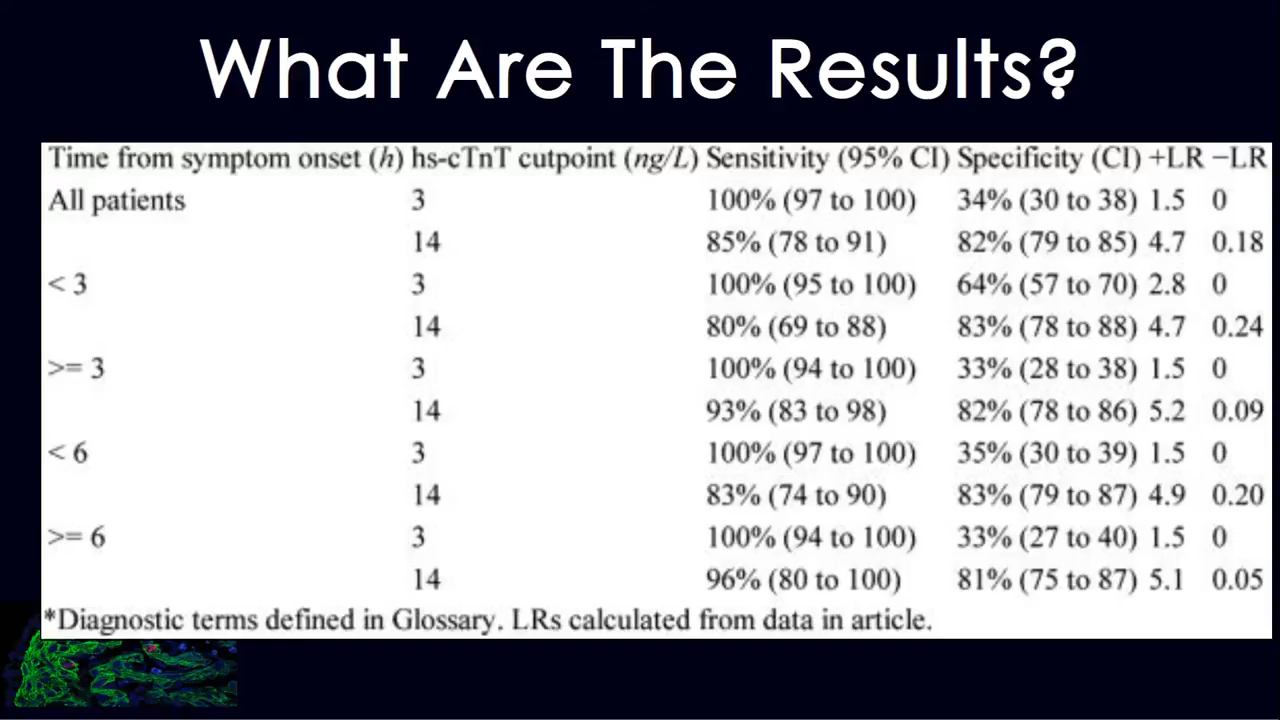 What Are The Results?
Time from symptom onset (h) hs-cTnT cutpoint (ng/L) Sensitivity (95% CI) Specificity (CI) +LR −LR
All patients 3 100% (97 to 100) 34% (30 to 38) 1.5 0
14 85% (78 to 91) 82% (79 to 85) 4.7 0.18
< 3 3 100% (95 to 100) 64% (57 to 70) 2.8 0
14 80% (69 to 88) 83% (78 to 88) 4.7 0.24
>= 3 3 100% (94 to 100) 33% (28 to 38) 1.5 0
14 93% (83 to 98) 82% (78 to 86) 5.2 0.09
< 6 3 100% (97 to 100) 35% (30 to 39) 1.5 0
14 83% (74 to 90) 83% (79 to 87) 4.9 0.20
>= 6 3 100% (94 to 100) 33% (27 to 40) 1.5 0
14 96% (80 to 100) 81% (75 to 87) 5.1 0.05
*Diagnostic terms defined in Glossary. LRs calculated from data in article.